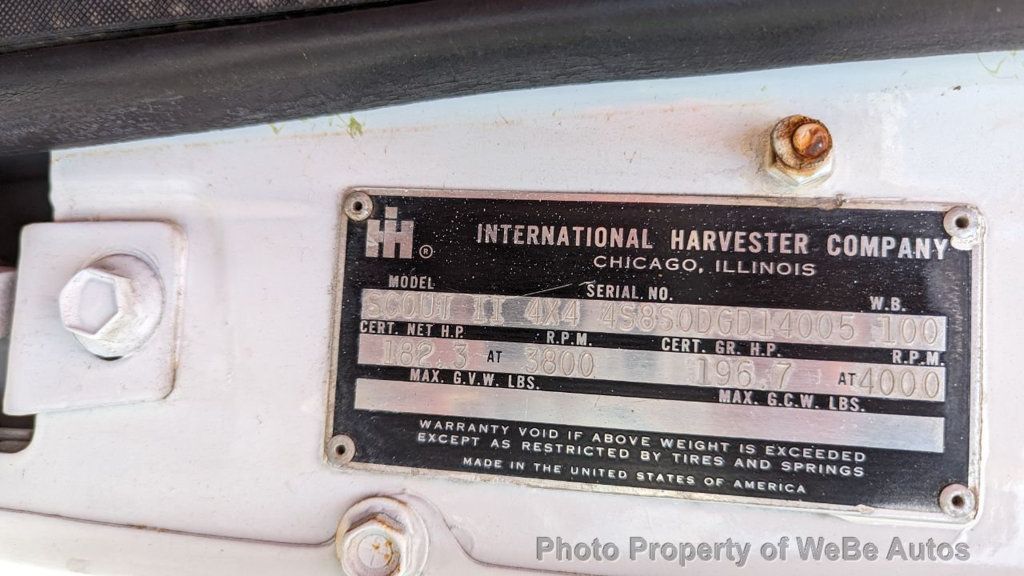 IH ®
INTERNATIONAL HARVESTER COMPANY
CHICAGO, ILLINOIS
MODEL SERIAL NO. W.B.
SCOUT II 4X4 4S8S0DGD14005 100
CERT. NET H.P. R.P.M. CERT. GR. H.P. R.P.M.
182.3 AT 3800 196.7 AT 4000
MAX. G.V.W. LBS. MAX. G.C.W. LBS.
WARRANTY VOID IF ABOVE WEIGHT IS EXCEEDED
EXCEPT AS RESTRICTED BY TIRES AND SPRINGS
MADE IN THE UNITED STATES OF AMERICA
Photo Property of WeBe Autos